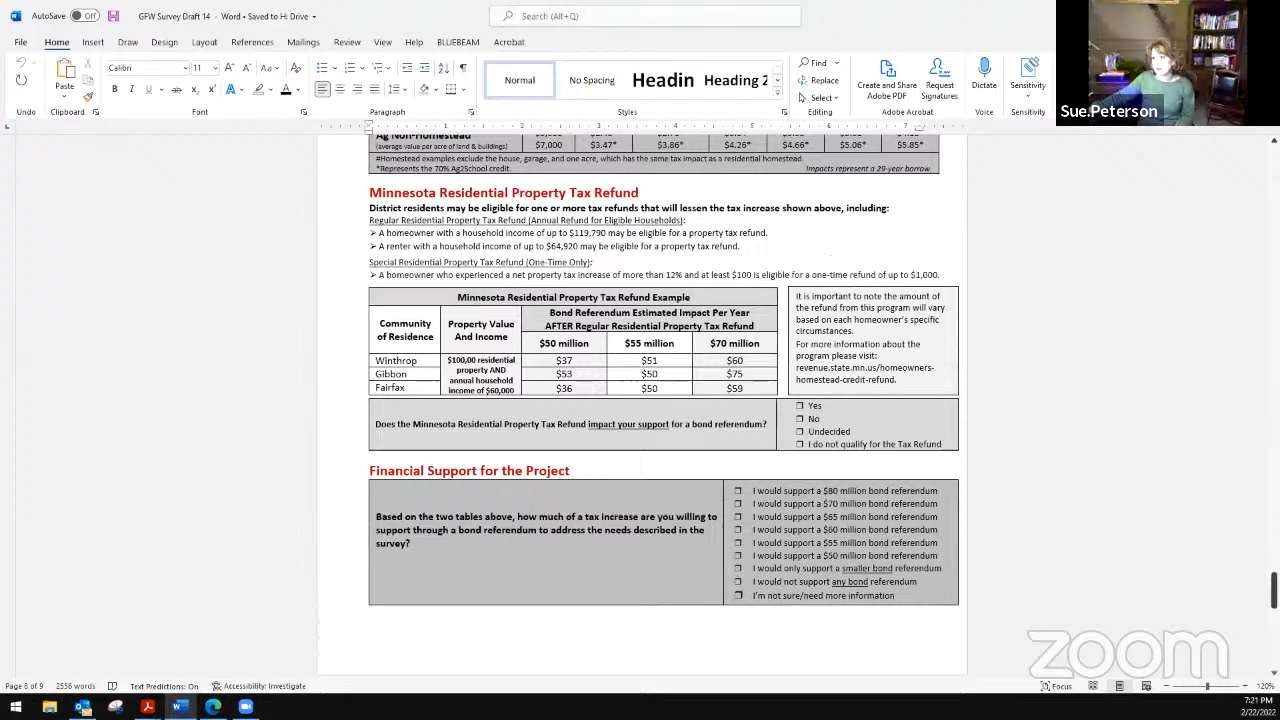 AutoSave Off GFW Survey Draft 14 - Word • Saved to H: Drive
Search (Alt+Q)
File Home Insert Draw Design Layout References Mailings Review View Help BLUEBEAM Acrobat
Calibri 11
Paste
Normal No Spacing Headin Heading 2
Find
Replace
Select
Create and Share Adobe PDF
Request Signatures
Dictate
Sensitivity
Undo Clipboard Font Paragraph Styles Editing Adobe Acrobat Voice Sensitivity
Sue.Peterson
1 2 3 4 5 6 7
Ag Non-Homestead
(average value per acre of land & buildings) $7,000 $3.47* $3.86* $4.26* $4.66* $5.06* $5.85*
#Homestead examples exclude the house, garage, and one acre, which has the same tax impact as a residential homestead.
*Represents the 70% Ag2School credit. Impacts represent a 29-year borrow.
Minnesota Residential Property Tax Refund
District residents may be eligible for one or more tax refunds that will lessen the tax increase shown above, including:
Regular Residential Property Tax Refund (Annual Refund for Eligible Households):
➢ A homeowner with a household income of up to $119,790 may be eligible for a property tax refund.
➢ A renter with a household income of up to $64,920 may be eligible for a property tax refund.
Special Residential Property Tax Refund (One-Time Only):
➢ A homeowner who experienced a net property tax increase of more than 12% and at least $100 is eligible for a one-time refund of up to $1,000.
Minnesota Residential Property Tax Refund Example
Community of Residence
Property Value And Income
Bond Referendum Estimated Impact Per Year
AFTER Regular Residential Property Tax Refund
$50 million $55 million $70 million
Winthrop $37 $51 $60
Gibbon $53 $50 $75
Fairfax $36 $50 $59
$100,00 residential
property AND
annual household
income of $60,000
It is important to note the amount of
the refund from this program will vary
based on each homeowner's specific
circumstances.
For more information about the
program please visit:
revenue.state.mn.us/homeowners-
homestead-credit-refund.
Does the Minnesota Residential Property Tax Refund impact your support for a bond referendum?
❐ Yes
❐ No
❐ Undecided
❐ I do not qualify for the Tax Refund
Financial Support for the Project
Based on the two tables above, how much of a tax increase are you willing to
support through a bond referendum to address the needs described in the
survey?
❐ I would support a $80 million bond referendum
❐ I would support a $70 million bond referendum
❐ I would support a $65 million bond referendum
❐ I would support a $60 million bond referendum
❐ I would support a $55 million bond referendum
❐ I would support a $50 million bond referendum
❐ I would only support a smaller bond referendum
❐ I would not support any bond referendum
❐ I'm not sure/need more information
zoom
Page 8 of 9 2556 words Text Predictions: On Accessibility: Investigate Focus 120%
7:21 PM
2/22/2022